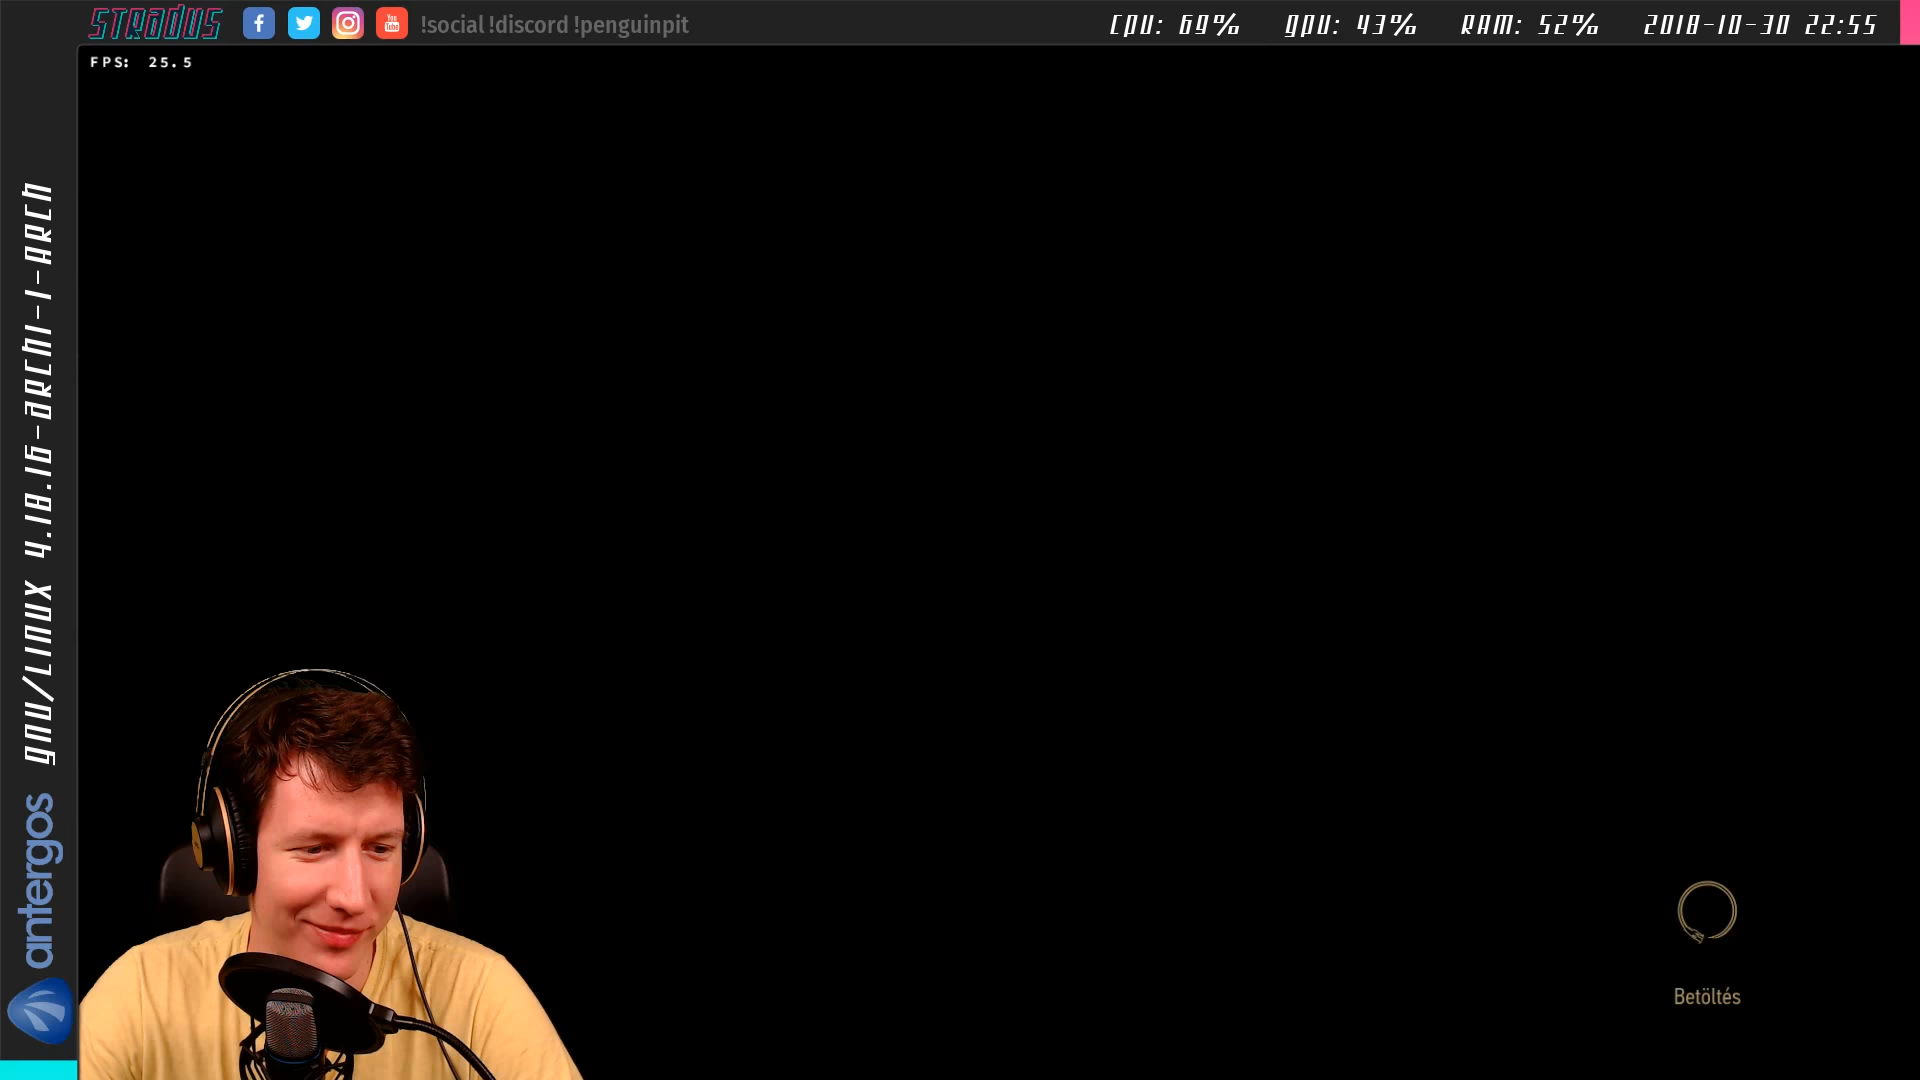 STRADUS
!social !discord !penguinpit
CPU: 69%
GPU: 43%
RAM: 52%
2018-10-30 22:55
FPS: 25.5
GNU/LINUX 4.18.16-ARCH1-1-ARCH
antergos
Betöltés